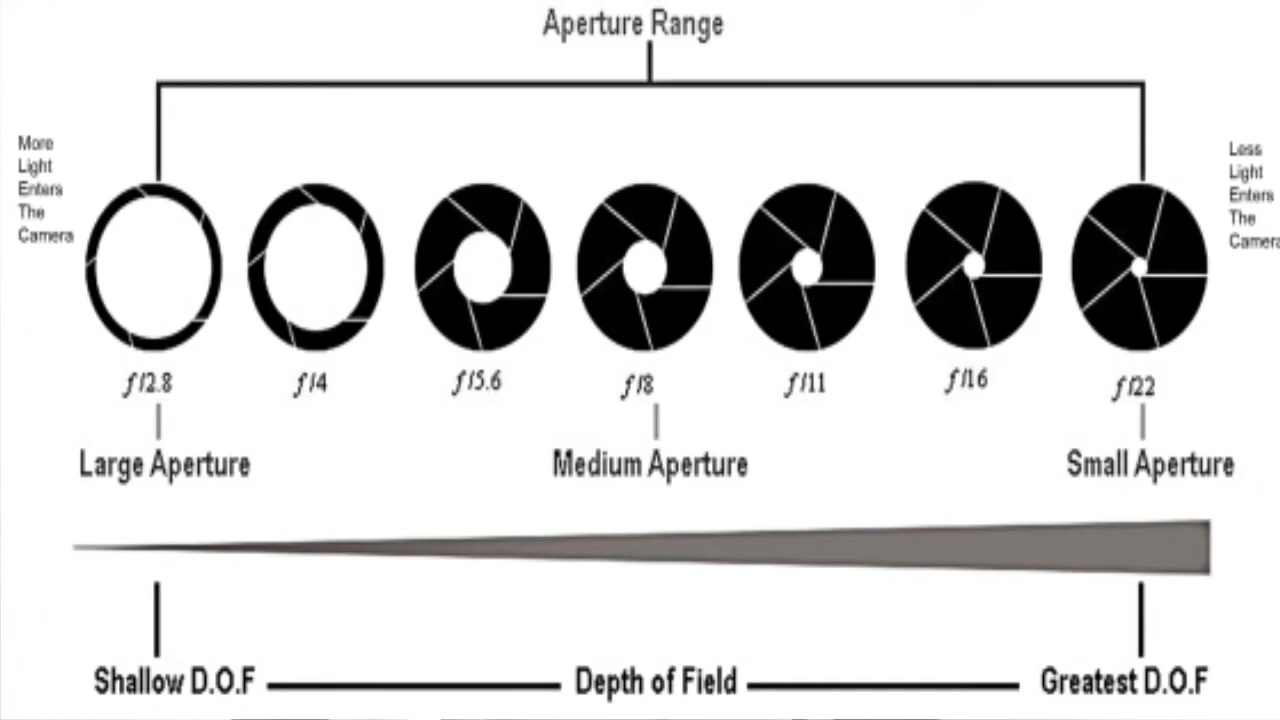 Aperture Range
More
Light
Enters
The
Camera
Less
Light
Enters
The
Camera
ƒ/2.8
ƒ/4
ƒ/5.6
ƒ/8
ƒ/11
ƒ/16
ƒ/22
Large Aperture
Medium Aperture
Small Aperture
Shallow D.O.F
Depth of Field
Greatest D.O.F